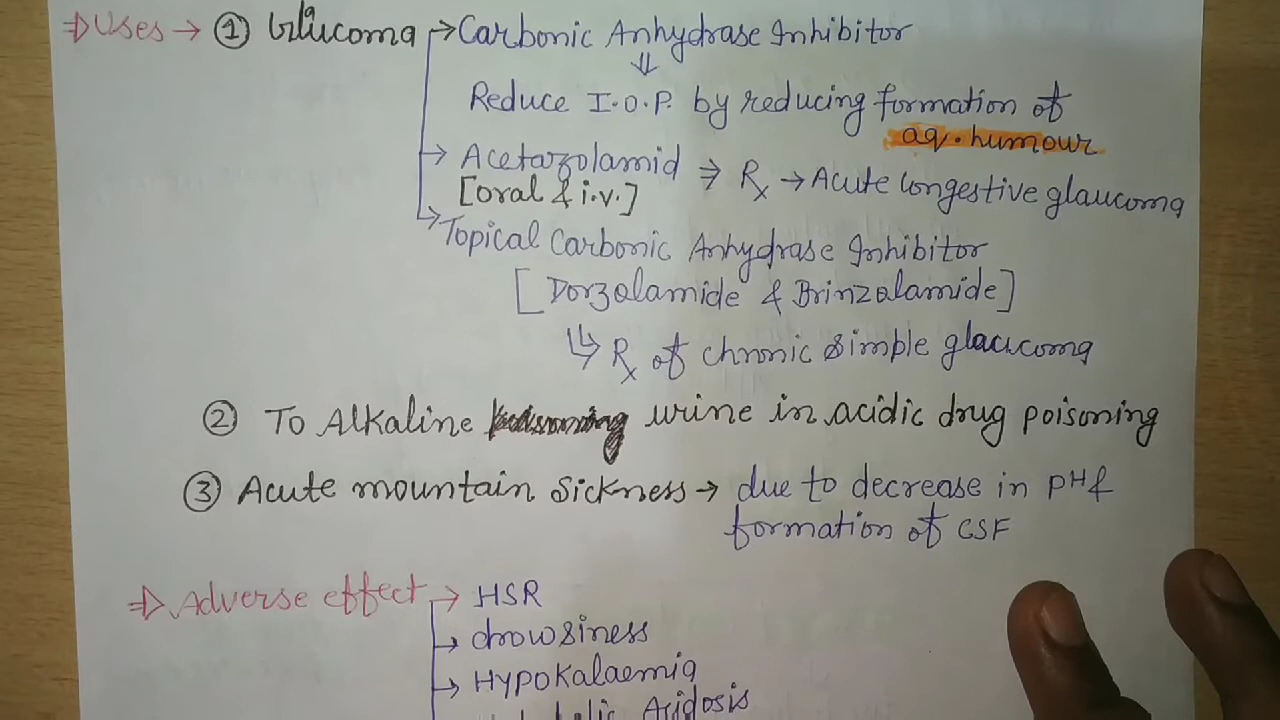 ⇒ Uses → ① Glaucoma → Carbonic Anhydrase Inhibitor
⇓
Reduce I.O.P. by reducing formation of
aq. humour
→ Acetazolamid ⇒ Rx → Acute congestive glaucoma
[oral & i.v.]
→ Topical Carbonic Anhydrase Inhibitor
[Dorzolamide & Brinzolamide]
↳ Rx of chronic simple glaucoma
② To Alkaline urine in acidic drug poisoning
③ Acute mountain Sickness → due to decrease in pH &
formation of CSF
⇒ Adverse effect → HSR
→ drowsiness
→ Hypokalaemia
Acidosis